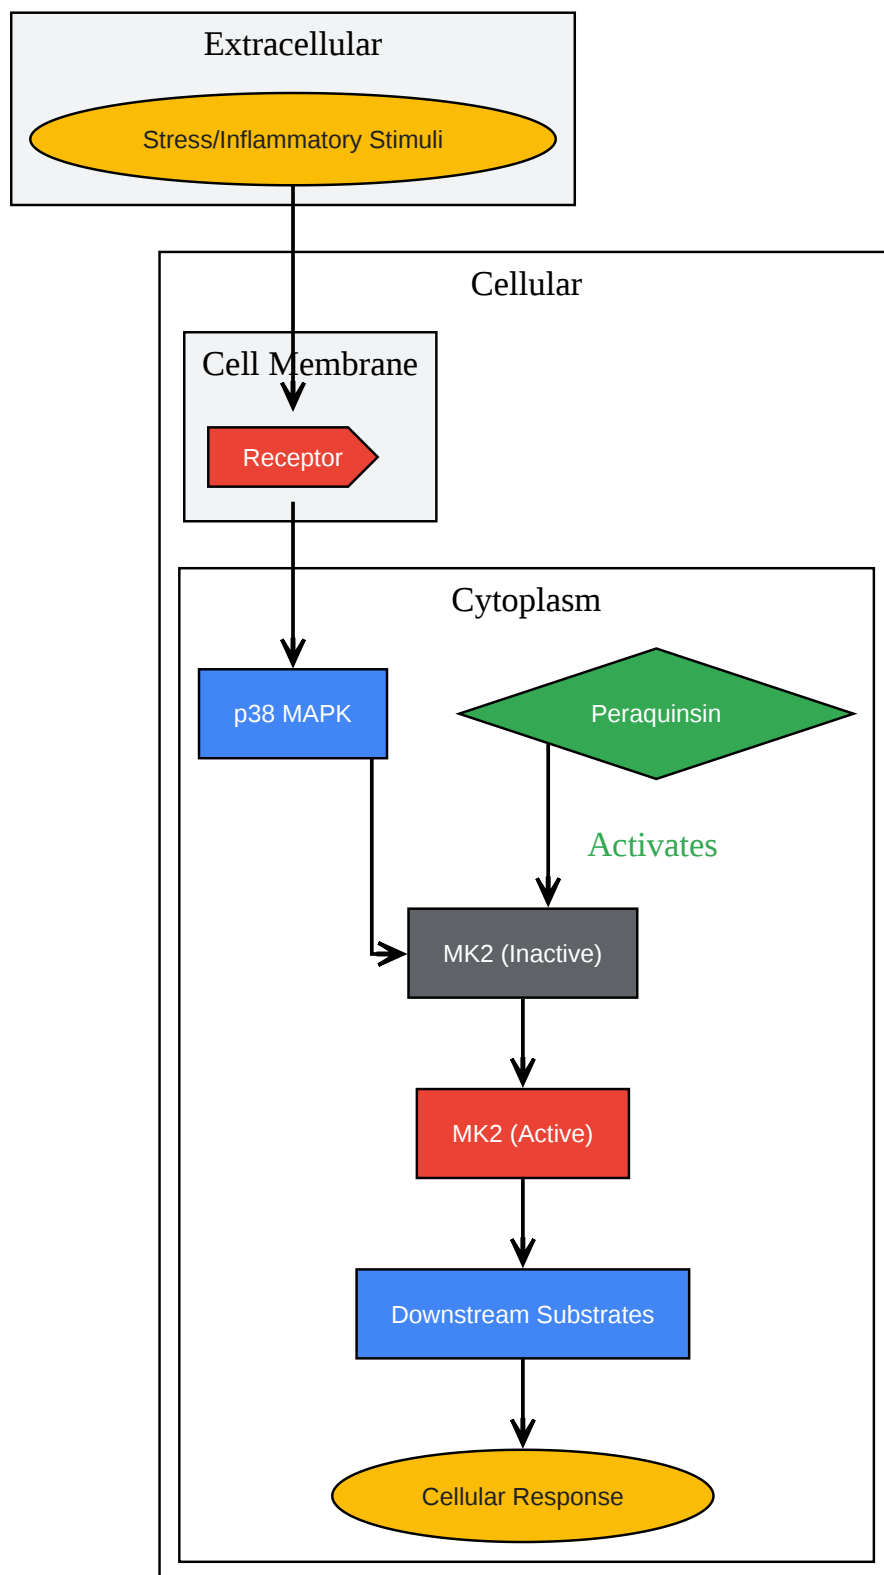 Extracellular
Stress/Inflammatory Stimuli
Cellular
Cell Membrane
Receptor
Cytoplasm
p38 MAPK
Peraquinsin
Activates
MK2 (Inactive)
MK2 (Active)
Downstream Substrates
Cellular Response